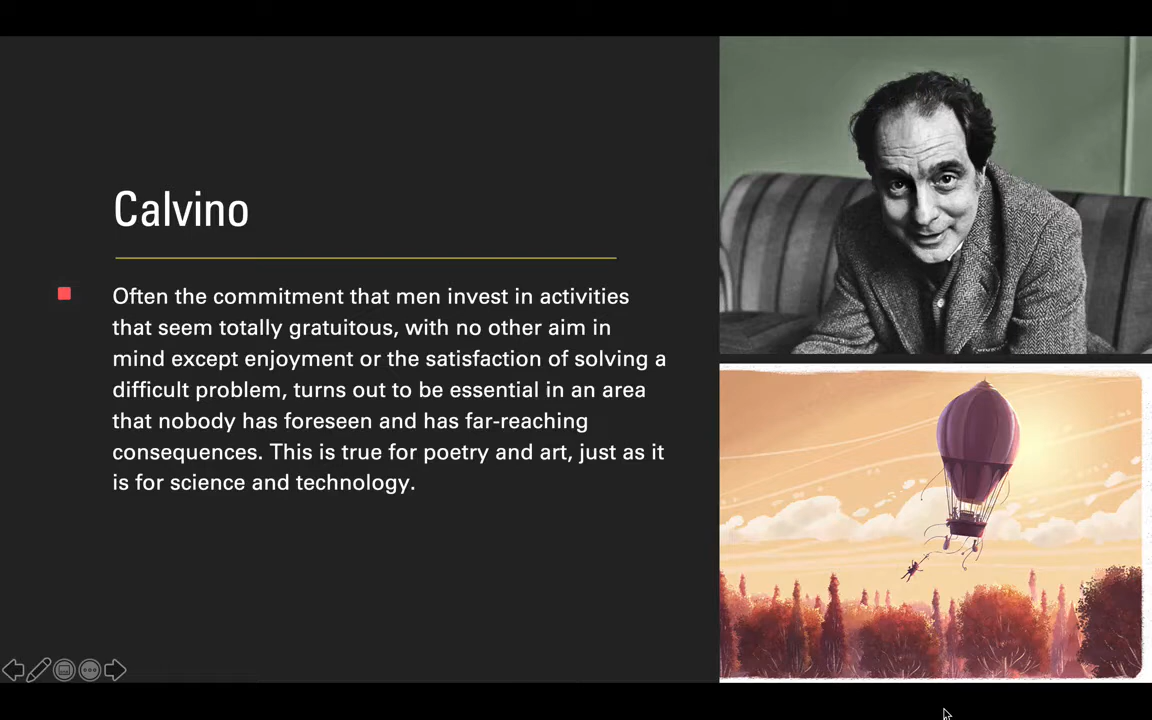 Calvino
Often the commitment that men invest in activities
that seem totally gratuitous, with no other aim in
mind except enjoyment or the satisfaction of solving a
difficult problem, turns out to be essential in an area
that nobody has foreseen and has far-reaching
consequences. This is true for poetry and art, just as it
is for science and technology.